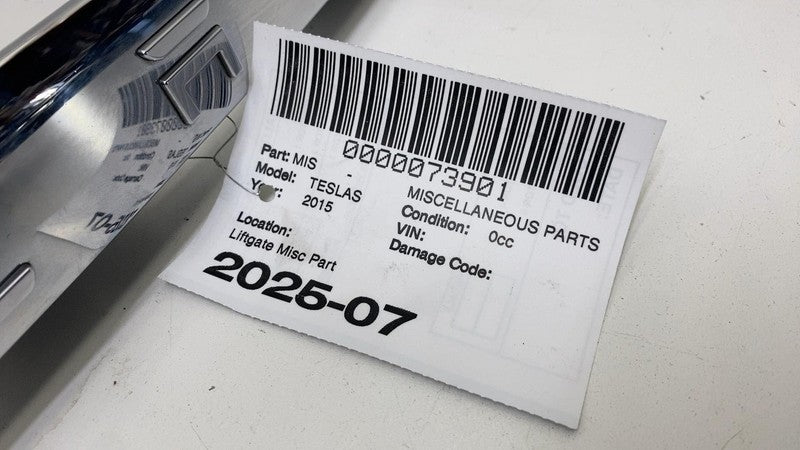 0000073901
Part: MIS - MISCELLANEOUS PARTS
Model: TESLAS Condition: 0cc
Year: 2015 VIN:
Damage Code:
Location:
Liftgate Misc Part
2025-07